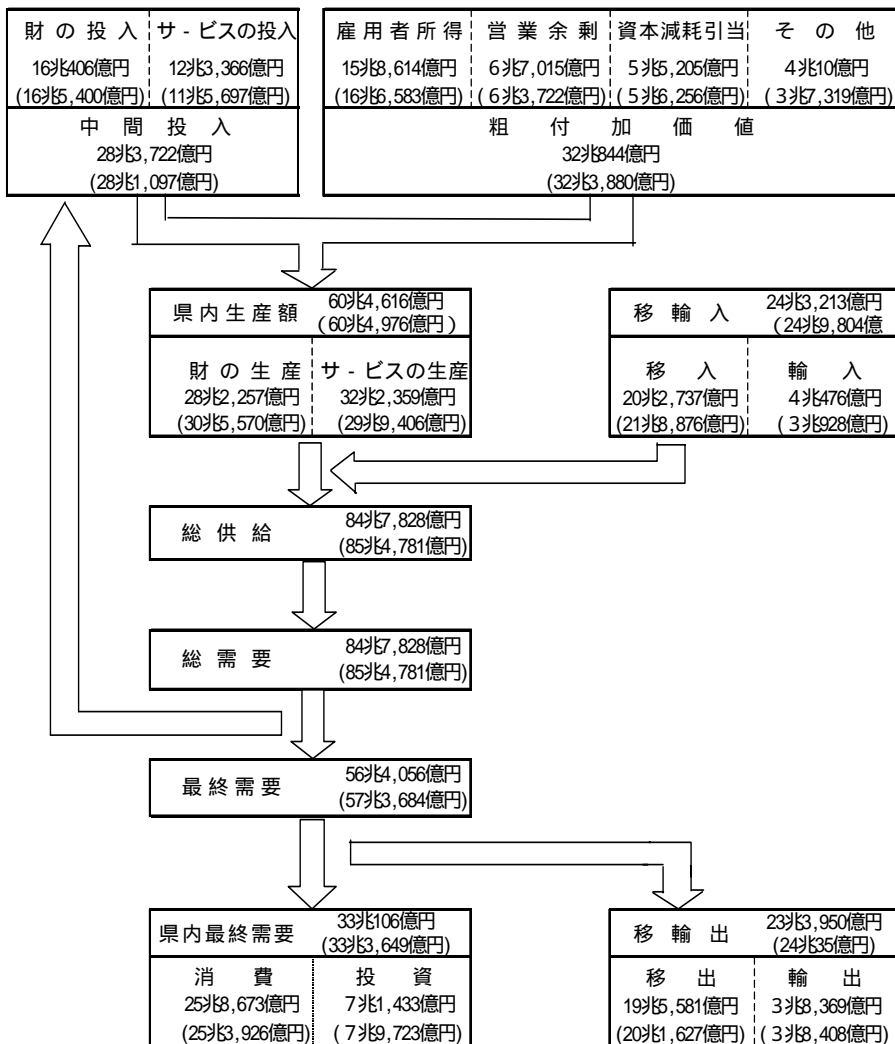 財の投入 サ-ビスの投入 雇用者所得 営業余剰 資本減耗引当 その他
16兆406億円 12兆3,366億円 15兆8,614億円 6兆7,015億円 5兆5,205億円 4兆10億円
(16兆5,400億円) (11兆5,697億円) (16兆6,583億円) (6兆3,722億円) (5兆6,256億円) (3兆7,319億円)
中間投入 粗付加価値
28兆3,722億円 32兆844億円
(28兆1,097億円) (32兆3,880億円)
県内生産額 60兆4,616億円 移輸入 24兆3,213億円
(60兆4,976億円) (24兆9,804億
財の生産 サ-ビスの生産 移入 輸入
28兆2,257億円 32兆2,359億円 20兆2,737億円 4兆476億円
(30兆5,570億円) (29兆9,406億円) (21兆8,876億円) (3兆928億円)
総供給 84兆7,828億円
(85兆4,781億円)
総需要 84兆7,828億円
(85兆4,781億円)
最終需要 56兆4,056億円
(57兆3,684億円)
県内最終需要 33兆106億円 移輸出 23兆3,950億円
(33兆3,649億円) (24兆35億円)
消費 投資 移出 輸出
25兆8,673億円 7兆1,433億円 19兆5,581億円 3兆8,369億円
(25兆3,926億円) (7兆9,723億円) (20兆1,627億円) (3兆8,408億円)